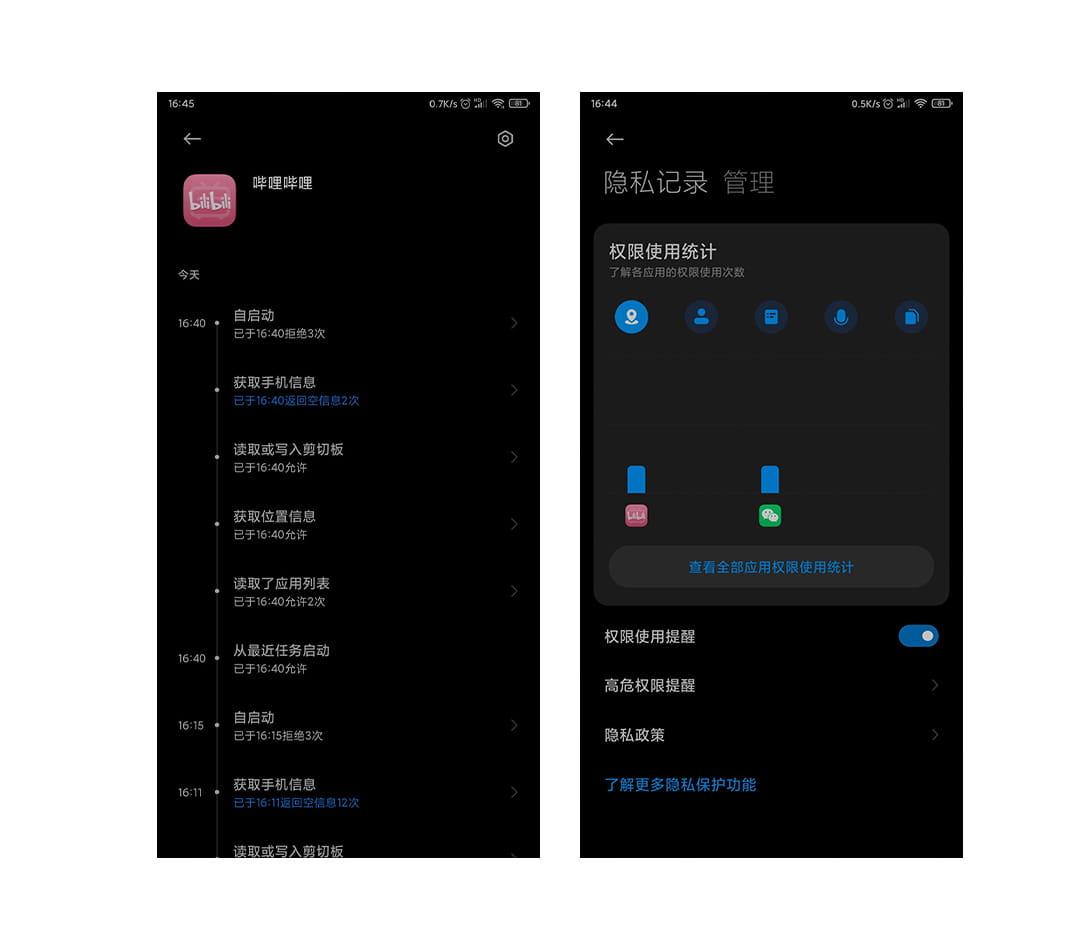 16:45
0.7K/s HD 81
哔哩哔哩
bilibili
今天
16:40
自启动
已于16:40拒绝3次
获取手机信息
已于16:40返回空信息2次
读取或写入剪切板
已于16:40允许
获取位置信息
已于16:40允许
读取了应用列表
已于16:40允许2次
16:40
从最近任务启动
已于16:40允许
16:15
自启动
已于16:15拒绝3次
16:11
获取手机信息
已于16:11返回空信息12次
读取或写入剪切板
16:44
0.5K/s HD 81
隐私记录 管理
权限使用统计
了解各应用的权限使用次数
bilibili
查看全部应用权限使用统计
权限使用提醒
高危权限提醒
隐私政策
了解更多隐私保护功能